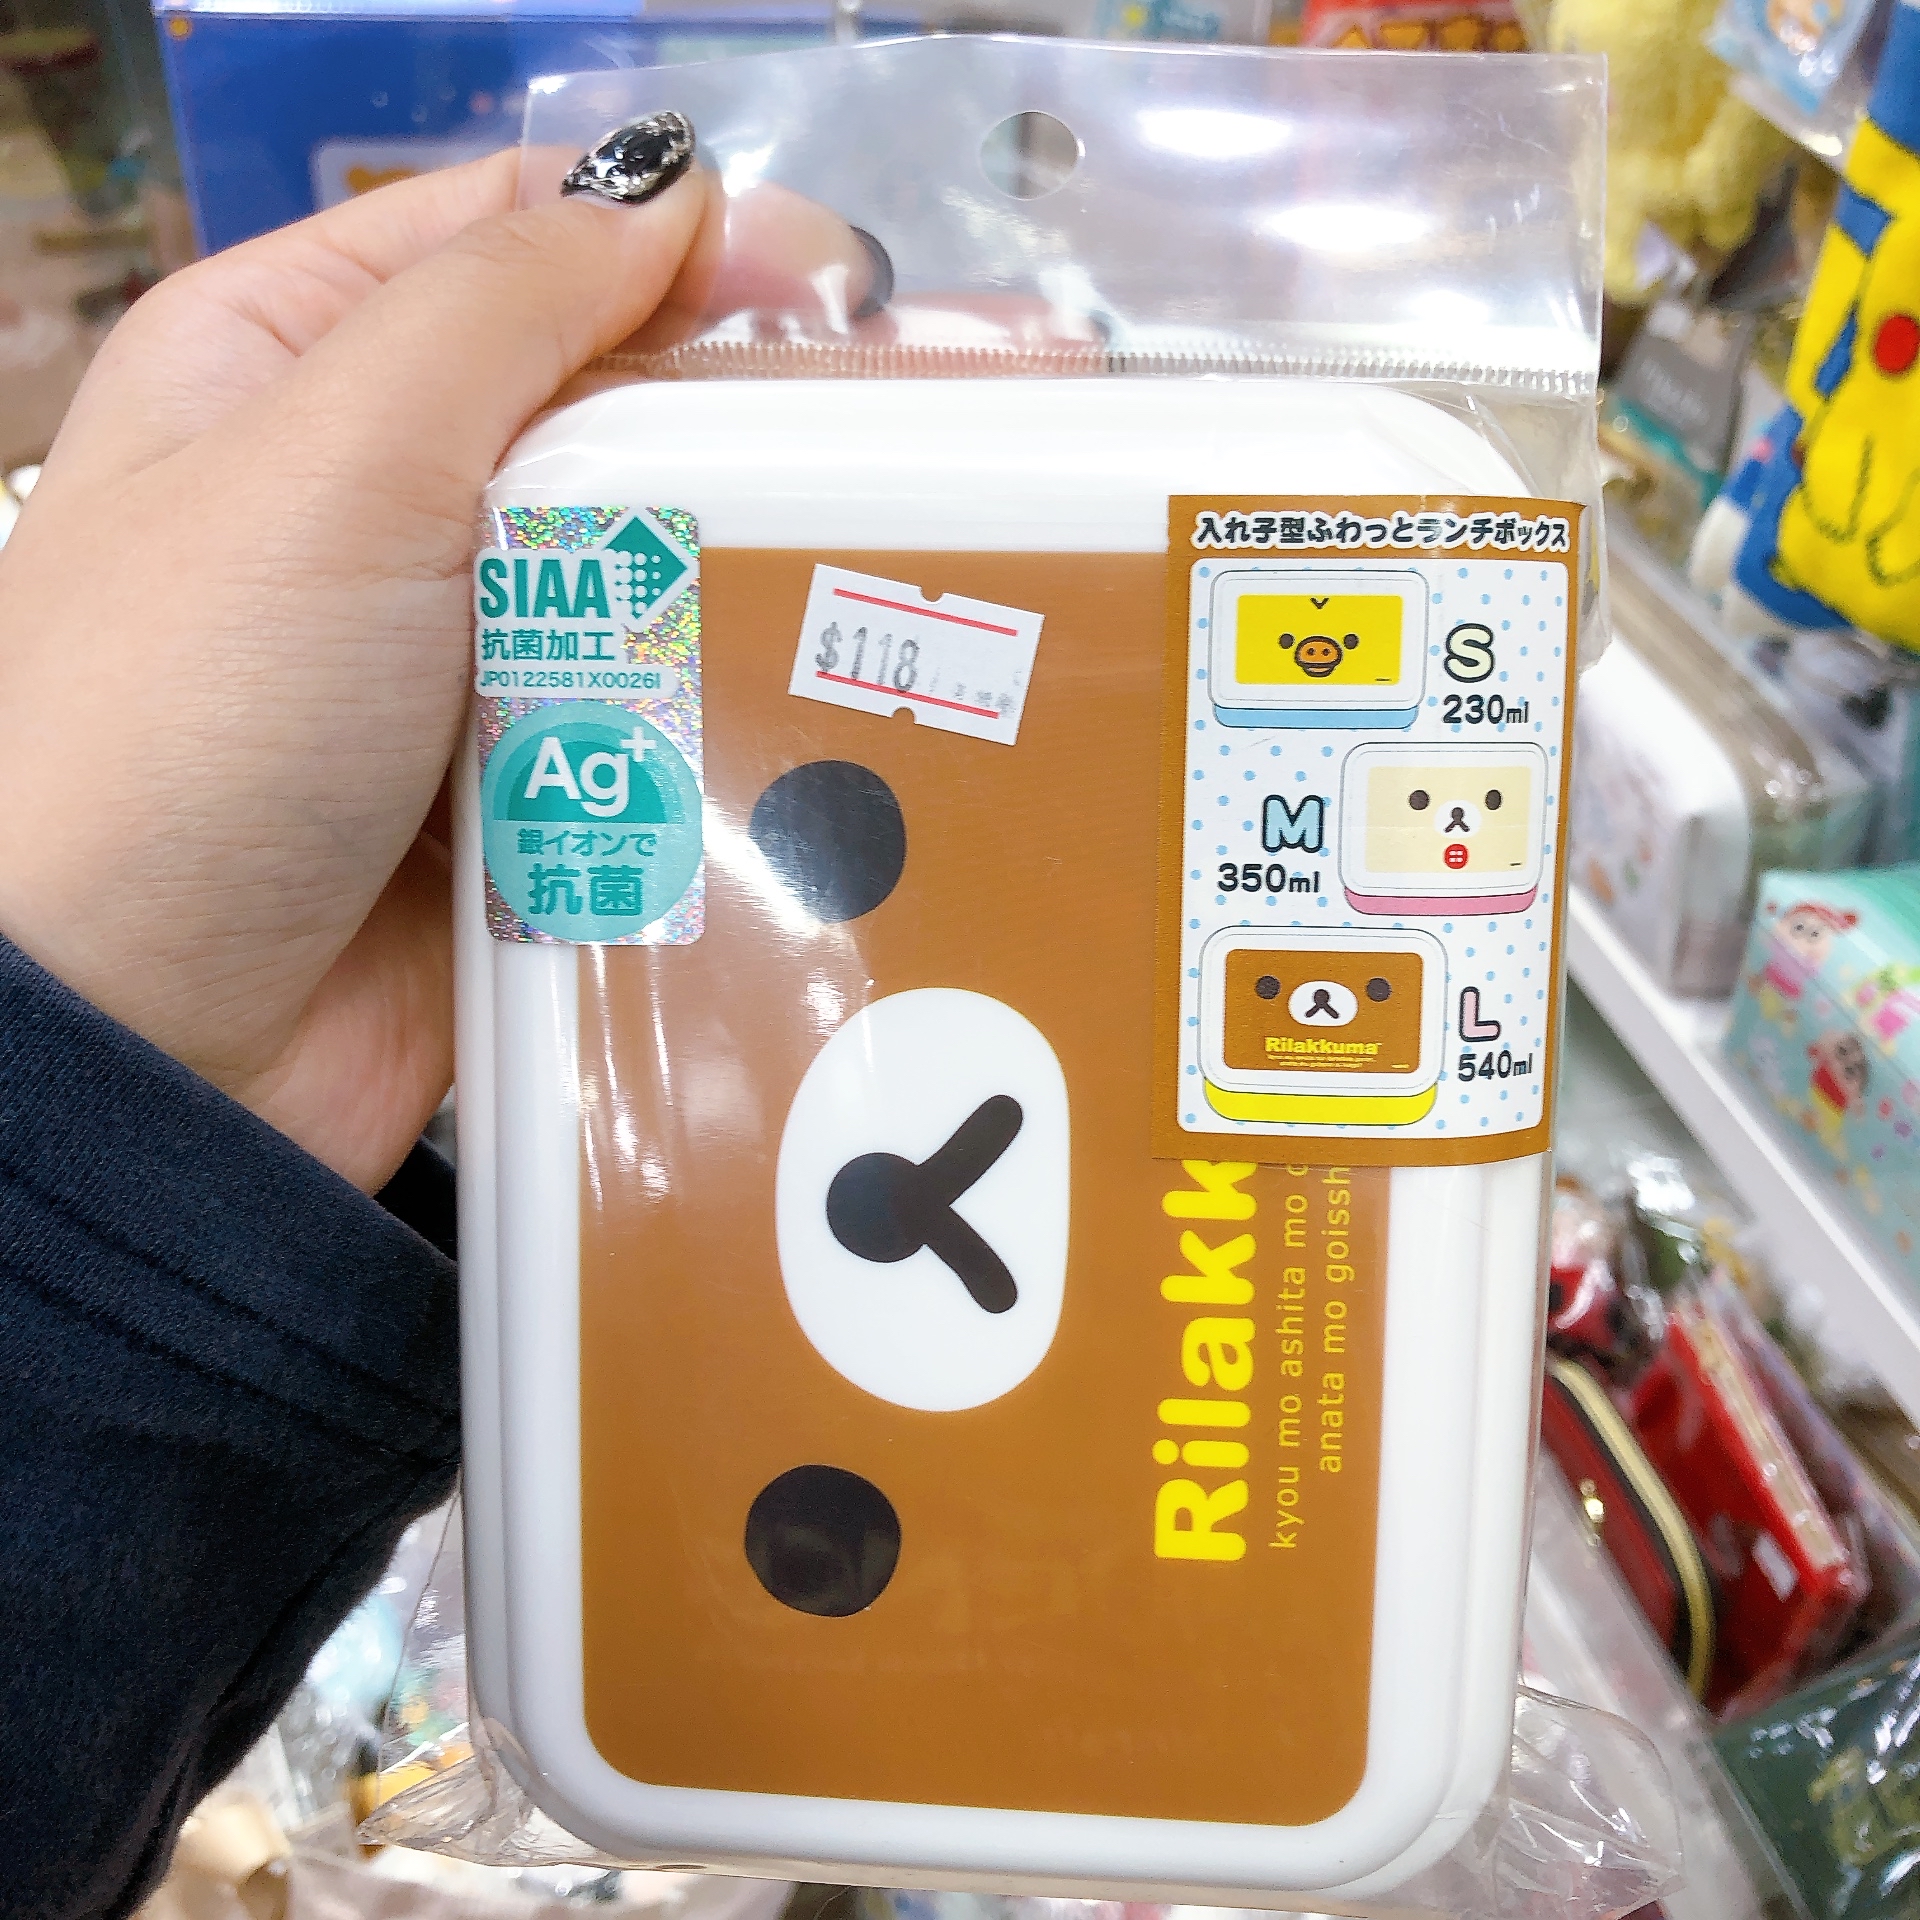 SIAA
抗菌加工
JP0122581X0026I
Ag+
銀イオンで
抗菌
$118
入れ子型ふわっとランチボックス
S
230ml
M
350ml
Rilakkuma
L
540ml
Rilakk
kyou mo ashita mo
anata mo goissh